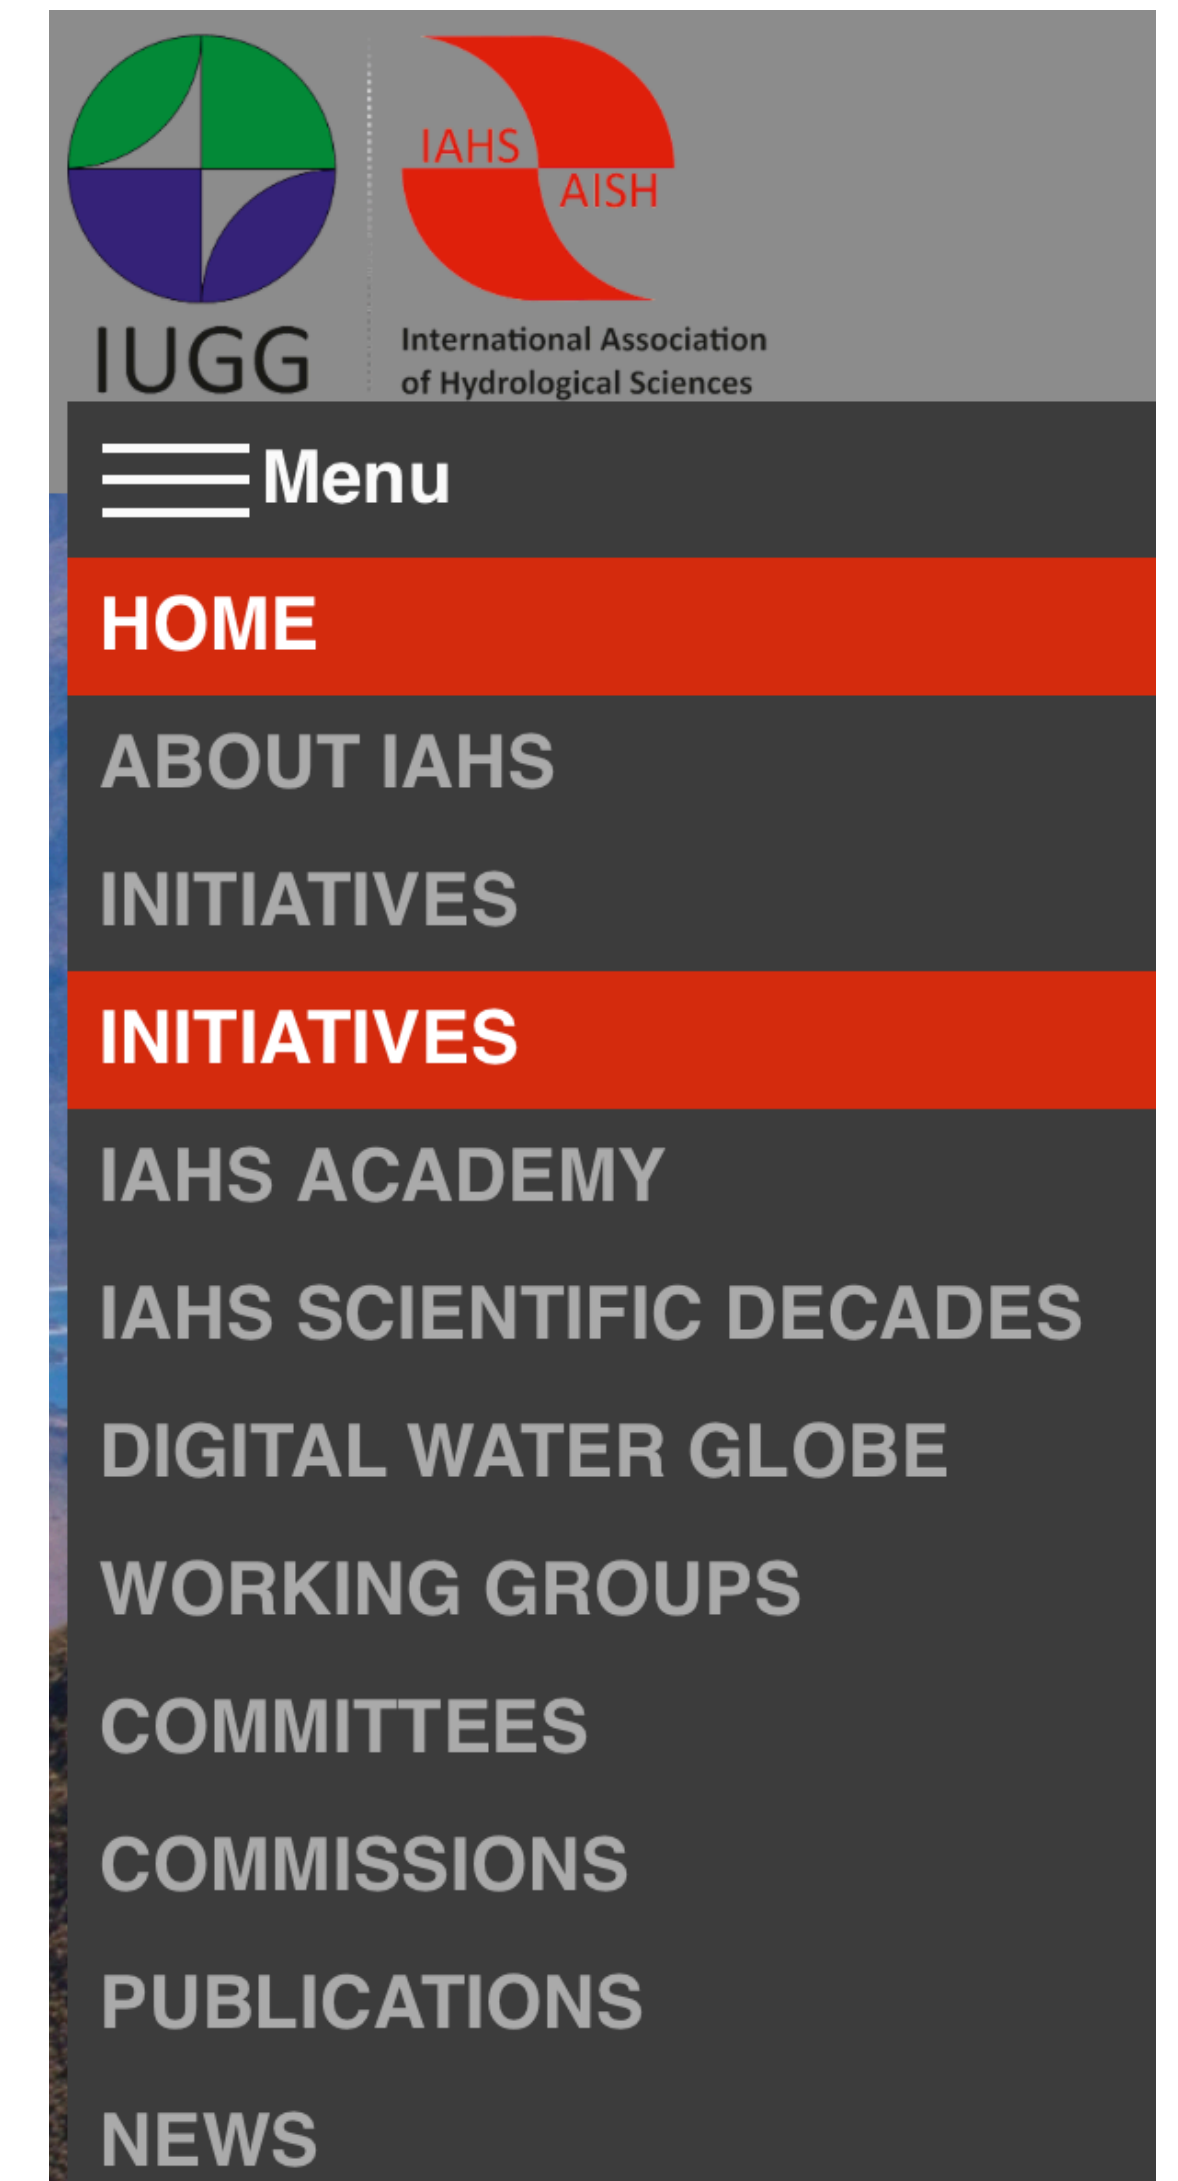 IAHS
AISH
IUGG
International Association
of Hydrological Sciences
Menu
HOME
ABOUT IAHS
INITIATIVES
INITIATIVES
IAHS ACADEMY
IAHS SCIENTIFIC DECADES
DIGITAL WATER GLOBE
WORKING GROUPS
COMMITTEES
COMMISSIONS
PUBLICATIONS
NEWS